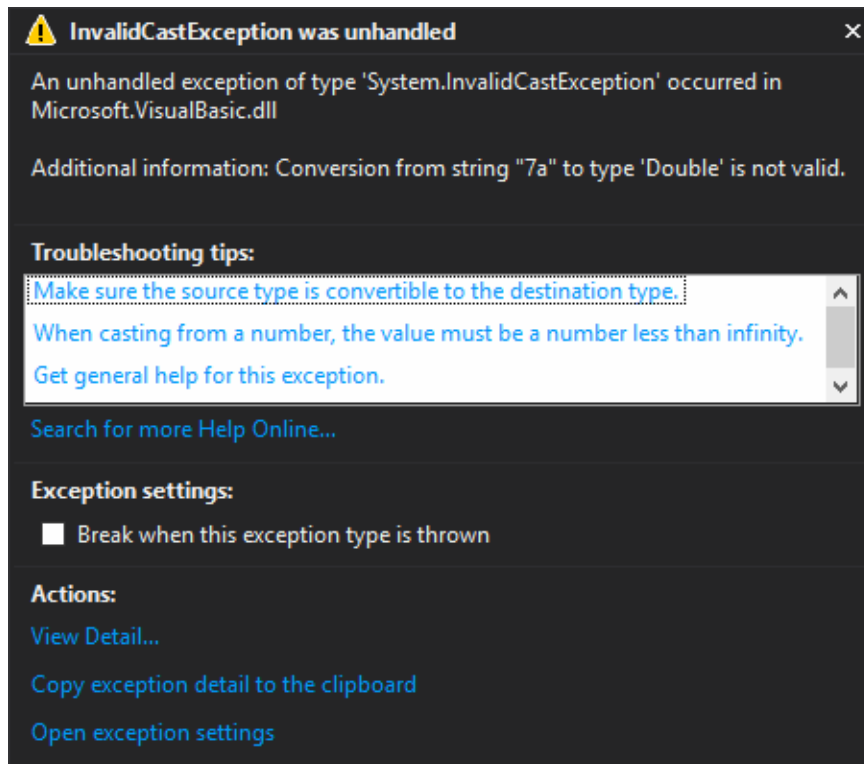 InvalidCastException was unhandled
An unhandled exception of type 'System.InvalidCastException' occurred in
Microsoft.VisualBasic.dll
Additional information: Conversion from string "7a" to type 'Double' is not valid.
Troubleshooting tips:
Make sure the source type is convertible to the destination type.
When casting from a number, the value must be a number less than infinity.
Get general help for this exception.
Search for more Help Online...
Exception settings:
Break when this exception type is thrown
Actions:
View Detail...
Copy exception detail to the clipboard
Open exception settings